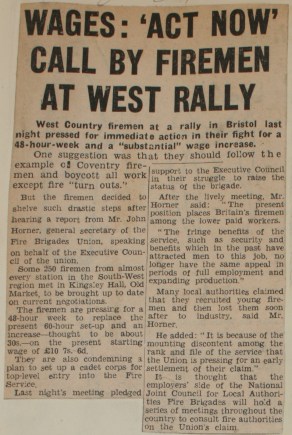 WAGES: 'ACT NOW'
CALL BY FIREMEN
AT WEST RALLY
West Country firemen at a rally in Bristol last
night pressed for immediate action in their fight for a
48-hour-week and a "substantial" wage increase.
One suggestion was that they should follow the
example of Coventry fire-
men and boycott all work
except fire "turn outs."
But the firemen decided to
shelve such drastic steps after
hearing a report from Mr. John
Horner, general secretary of the
Fire Brigades Union, speaking
on behalf of the Executive Coun-
cil of the union.
Some 250 firemen from almost
every station in the South-West
region met in Kingsley Hall, Old
Market, to be brought up to date
on current negotiations.
The firemen are pressing for a
48-hour week to replace the
present 60-hour set-up and an
increase—thought to be about
30s.—on the present starting
wage of £10 7s. 6d.
They are also condemning a
plan to set up a cadet corps for
top-level entry into the Fire
Service.
Last night's meeting pledged
support to the Executive Council
in their struggle to raise the
status of the brigade.
After the lively meeting, Mr.
Horner said: "The present
position places Britain's firemen
among the lower paid workers.
"The fringe benefits of the
service, such as security and
benefits which in the past have
attracted men to this job, no
longer have the same appeal in
periods of full employment and
expanding production.
Many local authorities claimed
that they recruited young fire-
men and then lost them soon
after to industry, said Mr.
Horner.
He added: "It is because of the
mounting discontent among the
rank and file of the service that
the Union is pressing for an early
settlement of their claim."
It is thought that the
employers' side of the National
Joint Council for Local Authori-
ties Fire Brigades will hold a
series of meetings throughout the
country to consult fire authorities
on the Union's claim.